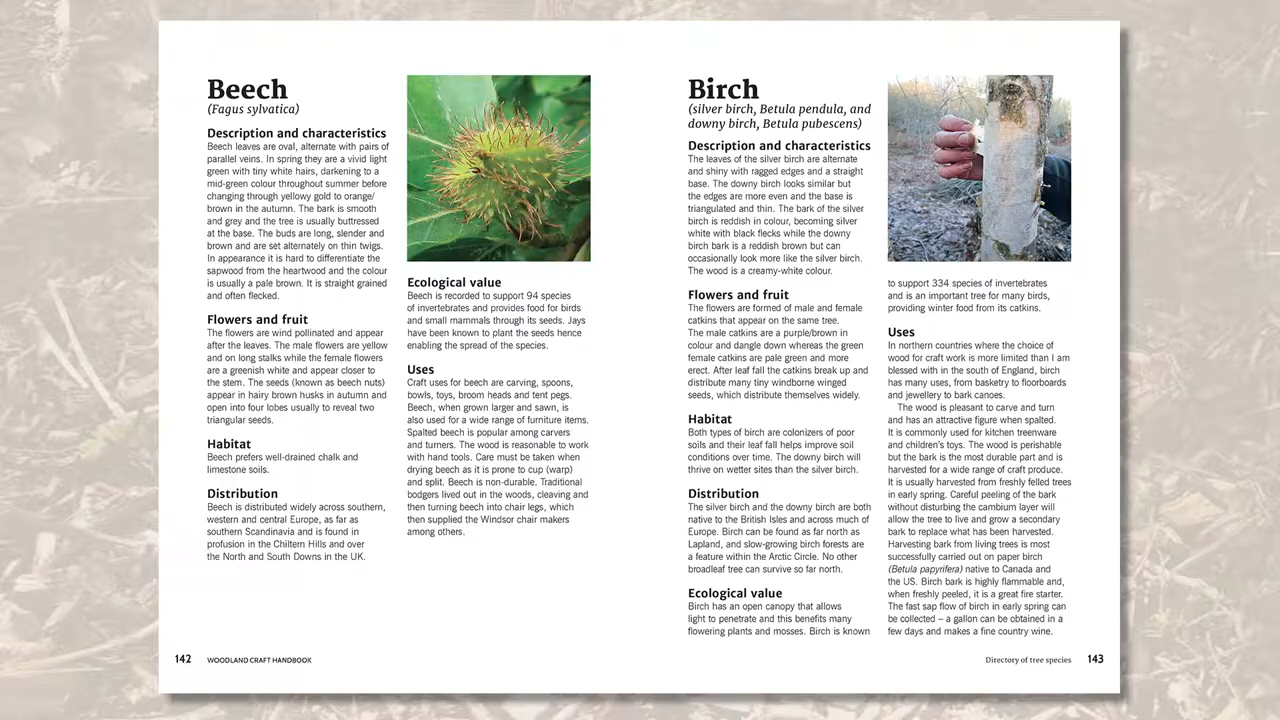 Beech
(Fagus sylvatica)
Description and characteristics
Beech leaves are oval, alternate with pairs of
parallel veins. In spring they are a vivid light
green with tiny white hairs, darkening to a
mid-green colour throughout summer before
changing through yellowy gold to orange/
brown in the autumn. The bark is smooth
and grey and the tree is usually buttressed
at the base. The buds are long, slender and
brown and are set alternately on thin twigs.
In appearance it is hard to differentiate the
sapwood from the heartwood and the colour
is usually a pale brown. It is straight grained
and often flecked.
Flowers and fruit
The flowers are wind pollinated and appear
after the leaves. The male flowers are yellow
and on long stalks while the female flowers
are a greenish white and appear closer to
the stem. The seeds (known as beech nuts)
appear in hairy brown husks in autumn and
open into four lobes usually to reveal two
triangular seeds.
Habitat
Beech prefers well-drained chalk and
limestone soils.
Distribution
Beech is distributed widely across southern,
western and central Europe, as far as
southern Scandinavia and is found in
profusion in the Chiltern Hills and over
the North and South Downs in the UK.
Ecological value
Beech is recorded to support 94 species
of invertebrates and provides food for birds
and small mammals through its seeds. Jays
have been known to plant the seeds hence
enabling the spread of the species.
Uses
Craft uses for beech are carving, spoons,
bowls, toys, broom heads and tent pegs.
Beech, when grown larger and sawn, is
also used for a wide range of furniture items.
Spalted beech is popular among carvers
and turners. The wood is reasonable to work
with hand tools. Care must be taken when
drying beech as it is prone to cup (warp)
and split. Beech is non-durable. Traditional
bodgers lived out in the woods, cleaving and
then turning beech into chair legs, which
then supplied the Windsor chair makers
among others.
142 WOODLAND CRAFT HANDBOOK
Birch
(silver birch, Betula pendula, and
downy birch, Betula pubescens)
Description and characteristics
The leaves of the silver birch are alternate
and shiny with ragged edges and a straight
base. The downy birch looks similar but
the edges are more even and the base is
triangulated and thin. The bark of the silver
birch is reddish in colour, becoming silver
white with black flecks while the downy
birch bark is a reddish brown but can
occasionally look more like the silver birch.
The wood is a creamy-white colour.
Flowers and fruit
The flowers are formed of male and female
catkins that appear on the same tree.
The male catkins are a purple/brown in
colour and dangle down whereas the green
female catkins are pale green and more
erect. After leaf fall the catkins break up and
distribute many tiny windborne winged
seeds, which distribute themselves widely.
Habitat
Both types of birch are colonizers of poor
soils and their leaf fall helps improve soil
conditions over time. The downy birch will
thrive on wetter sites than the silver birch.
Distribution
The silver birch and the downy birch are both
native to the British Isles and across much of
Europe. Birch can be found as far north as
Lapland, and slow-growing birch forests are
a feature within the Arctic Circle. No other
broadleaf tree can survive so far north.
Ecological value
Birch has an open canopy that allows
light to penetrate and this benefits many
flowering plants and mosses. Birch is known
to support 334 species of invertebrates
and is an important tree for many birds,
providing winter food from its catkins.
Uses
In northern countries where the choice of
wood for craft work is more limited than I am
blessed with in the south of England, birch
has many uses, from basketry to floorboards
and jewellery to bark canoes.
The wood is pleasant to carve and turn
and has an attractive figure when spalted.
It is commonly used for kitchen treenware
and children's toys. The wood is perishable
but the bark is the most durable part and is
harvested for a wide range of craft produce.
It is usually harvested from freshly felled trees
in early spring. Careful peeling of the bark
without disturbing the cambium layer will
allow the tree to live and grow a secondary
bark to replace what has been harvested.
Harvesting bark from living trees is most
successfully carried out on paper birch
(Betula papyrifera) native to Canada and
the US. Birch bark is highly flammable and,
when freshly peeled, it is a great fire starter.
The fast sap flow of birch in early spring can
be collected – a gallon can be obtained in a
few days and makes a fine country wine.
Directory of tree species 143